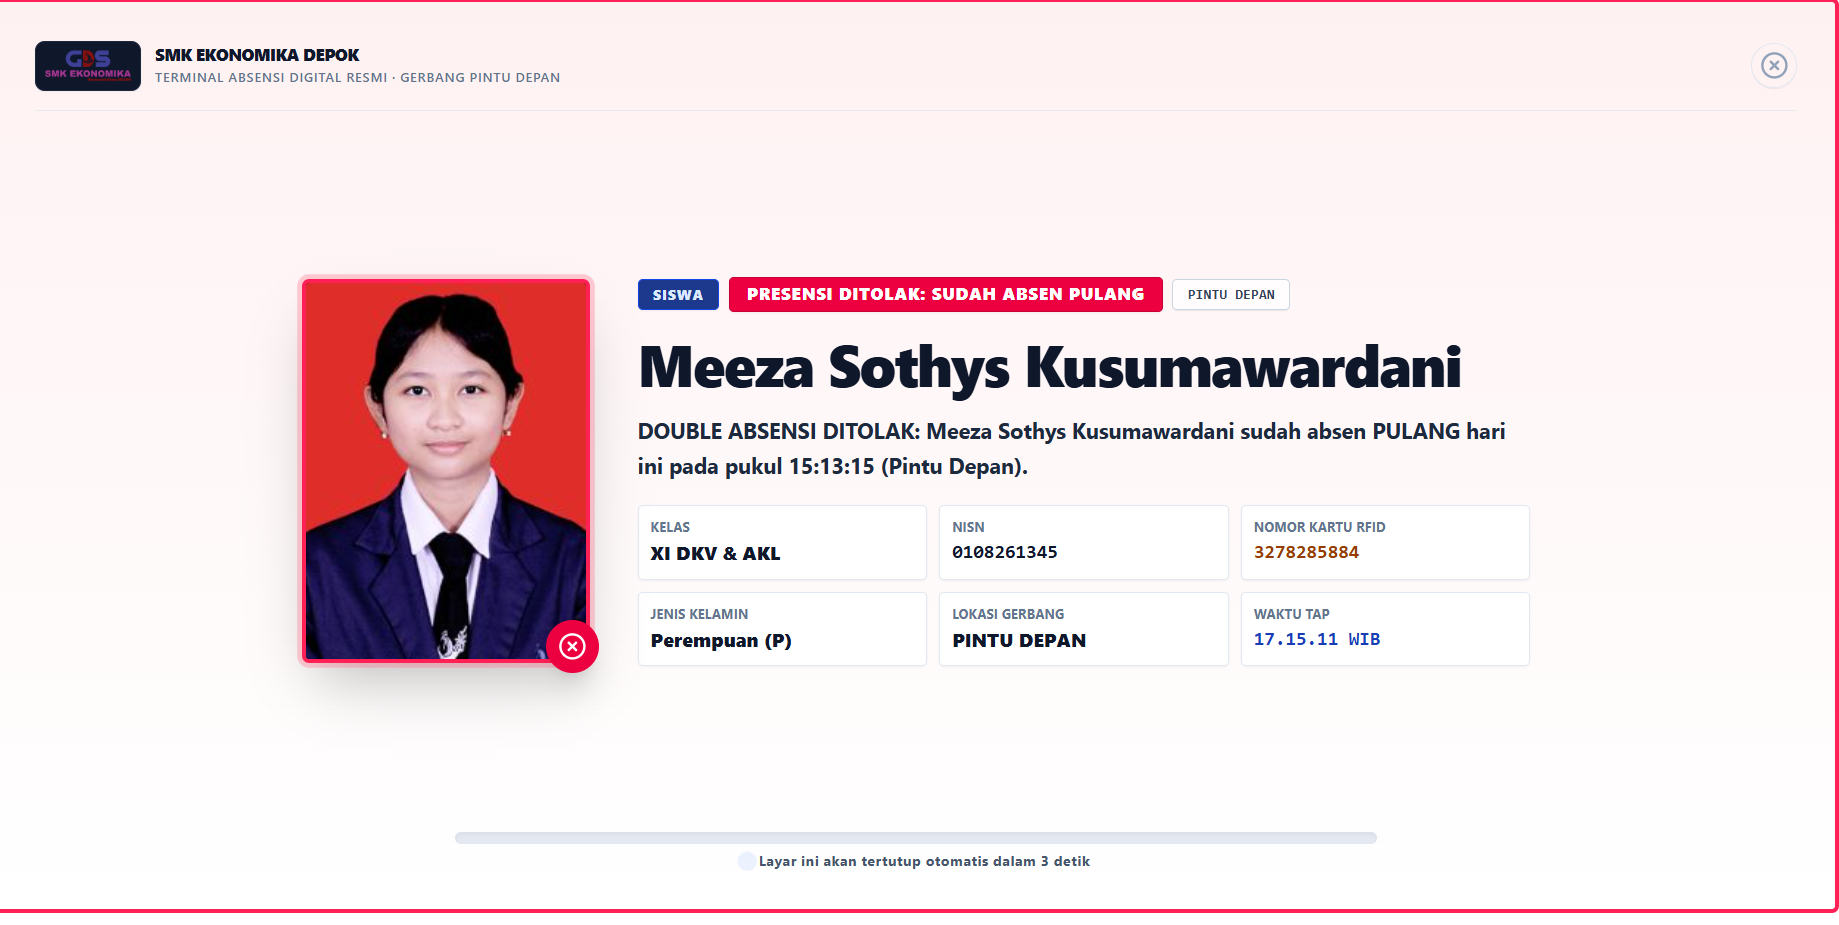 GDS
SMK EKONOMIKA
SMK EKONOMIKA DEPOK
TERMINAL ABSENSI DIGITAL RESMI · GERBANG PINTU DEPAN
SISWA
PRESENSI DITOLAK: SUDAH ABSEN PULANG
PINTU DEPAN
Meeza Sothys Kusumawardani
DOUBLE ABSENSI DITOLAK: Meeza Sothys Kusumawardani sudah absen PULANG hari
ini pada pukul 15:13:15 (Pintu Depan).
KELAS
XI DKV & AKL
NISN
0108261345
NOMOR KARTU RFID
3278285884
JENIS KELAMIN
Perempuan (P)
LOKASI GERBANG
PINTU DEPAN
WAKTU TAP
17.15.11 WIB
Layar ini akan tertutup otomatis dalam 3 detik